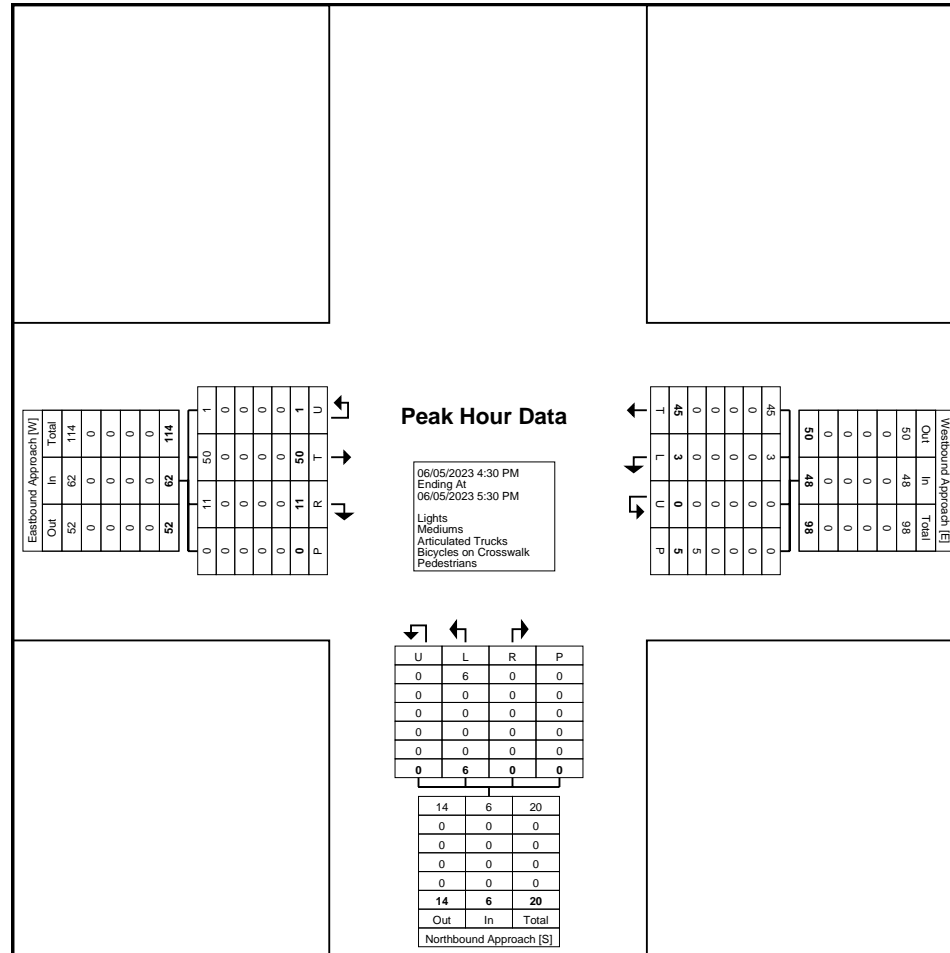 Peak Hour Data
06/05/2023 4:30 PM
Ending At
06/05/2023 5:30 PM
Lights
Mediums
Articulated Trucks
Bicycles on Crosswalk
Pedestrians
Eastbound Approach [W]
Out In Total
52 62 114
0 0 0
0 0 0
0 0 0
0 0 0
52 62 114
0 11 50 1
0 0 0 0
0 0 0 0
0 0 0 0
0 0 0 0
0 11 50 1
P R T U
Westbound Approach [E]
Out In Total
50 48 98
0 0 0
0 0 0
0 0 0
0 0 0
50 48 98
45 3 0 0
0 0 0 0
0 0 0 0
0 0 0 0
0 0 0 5
45 3 0 5
T L U P
U L R P
0 6 0 0
0 0 0 0
0 0 0 0
0 0 0 0
0 0 0 0
0 6 0 0
14 6 20
0 0 0
0 0 0
0 0 0
0 0 0
14 6 20
Out In Total
Northbound Approach [S]